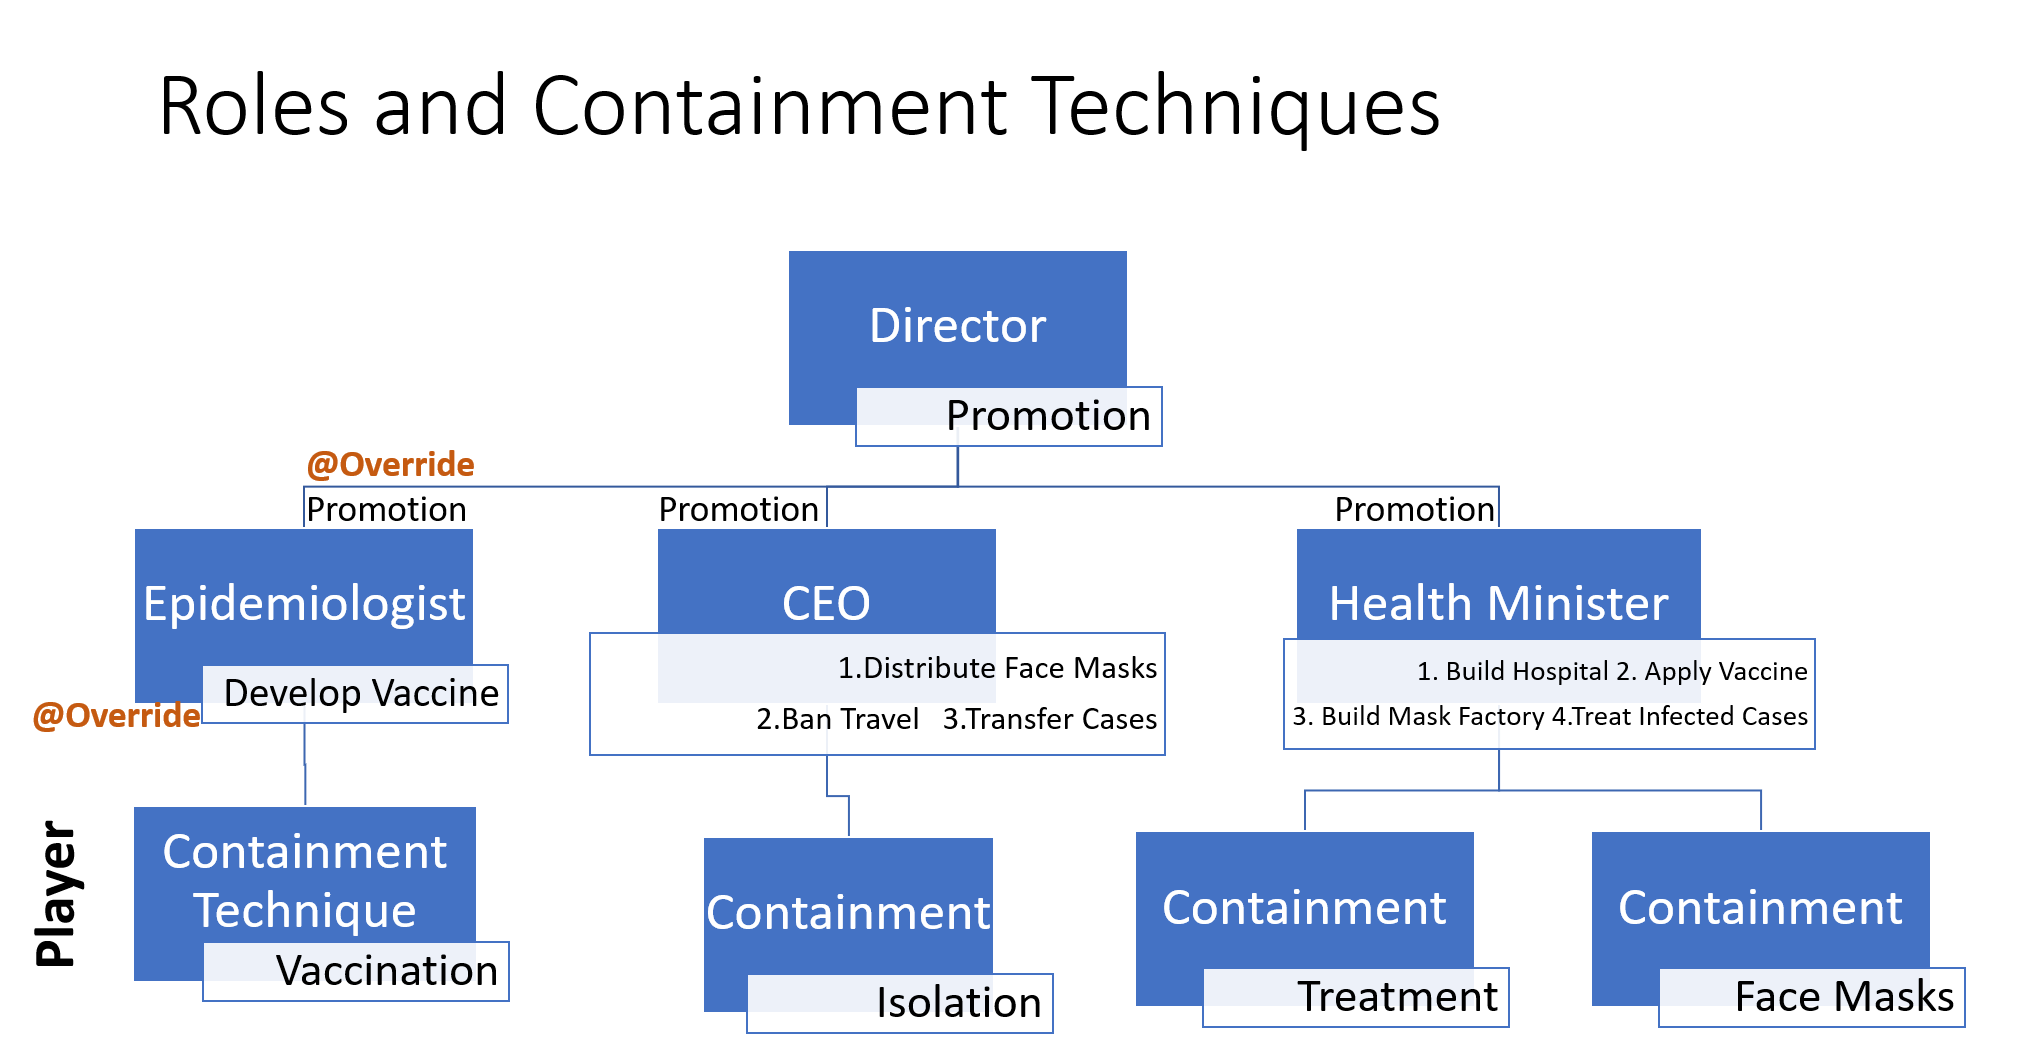 Roles and Containment Techniques
Director
Promotion
@Override
Promotion
Promotion
Promotion
Epidemiologist
Develop Vaccine
@Override
CEO
1.Distribute Face Masks
2.Ban Travel 3.Transfer Cases
Health Minister
1. Build Hospital 2. Apply Vaccine
3. Build Mask Factory 4.Treat Infected Cases
Player
Containment
Technique
Vaccination
Containment
Isolation
Containment
Treatment
Containment
Face Masks